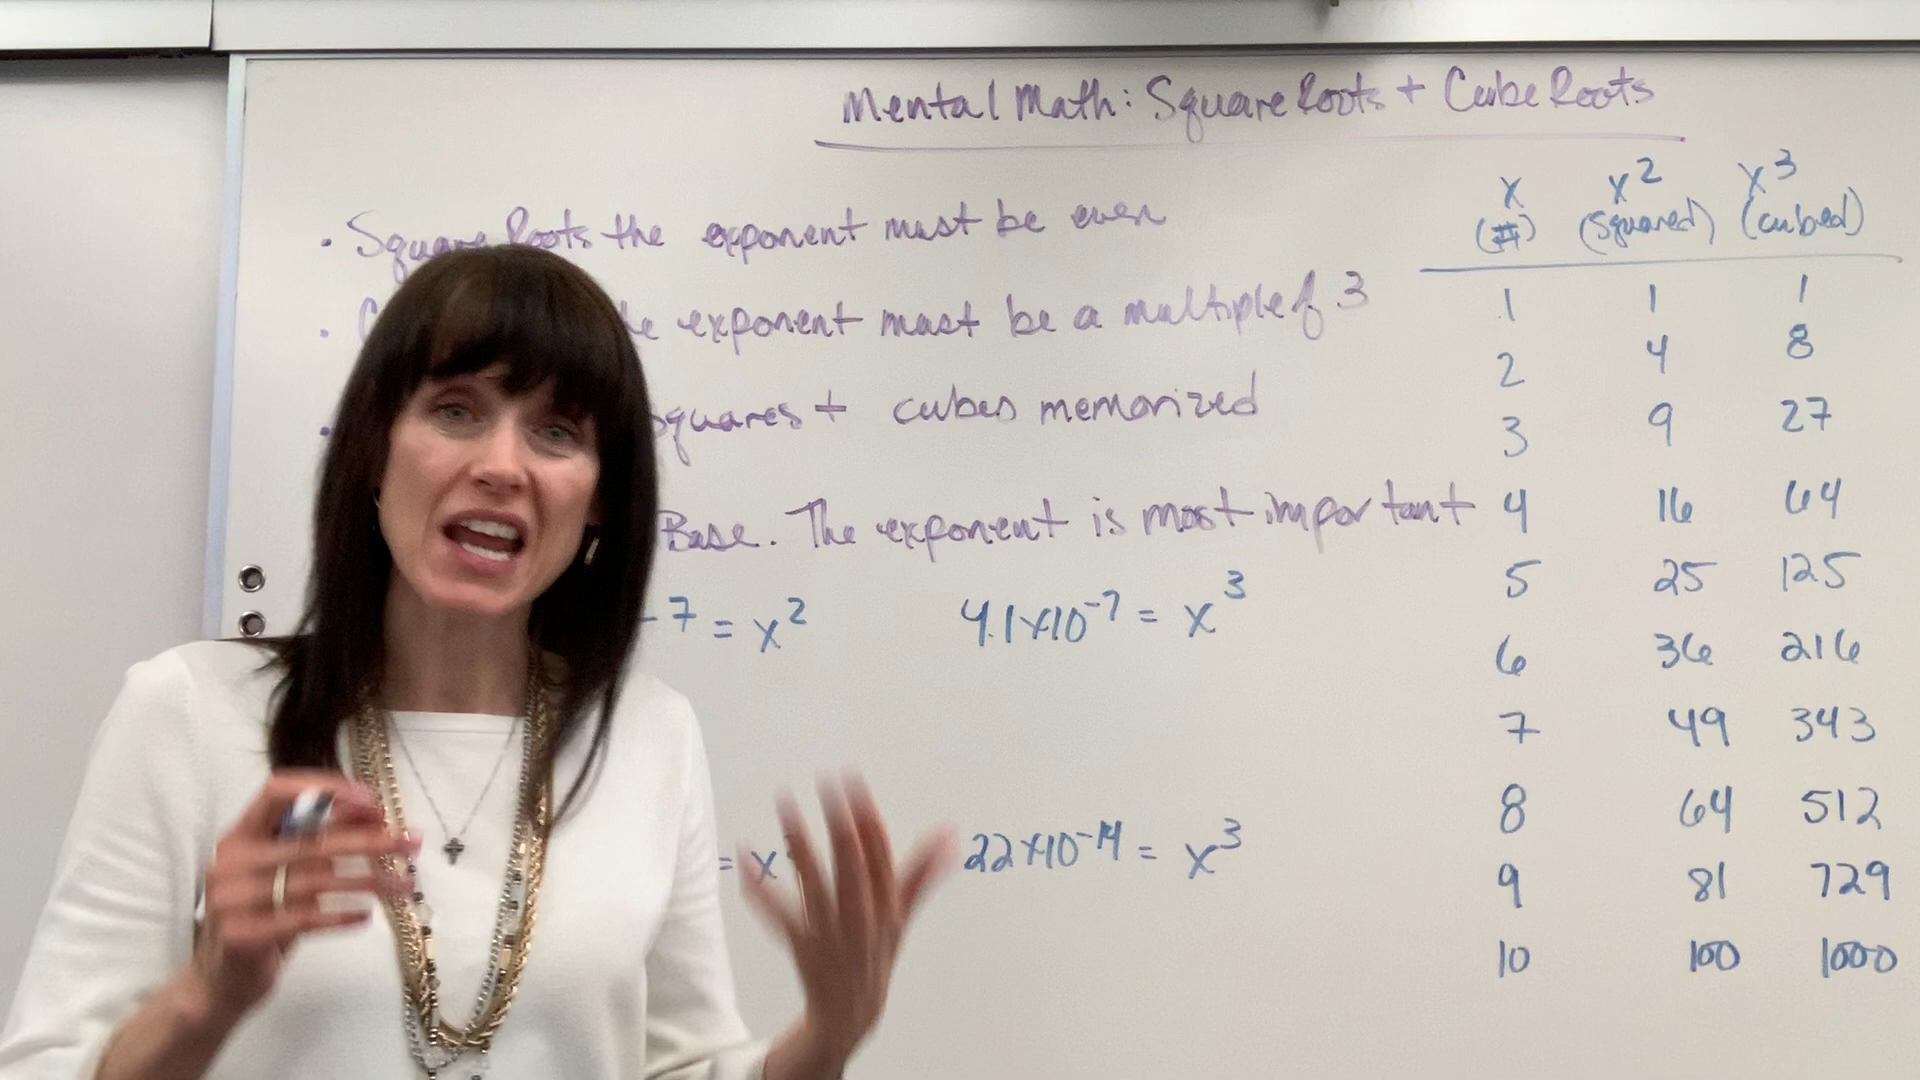 Mental Math: Square Roots + Cube Roots
• Square Roots the exponent must be even
• exponent must be a multiple of 3
• squares + cubes memorized
Base. The exponent is most important
-7 = x²
4.1x10⁻⁷ = x³
= x
22x10⁻¹⁴ = x³
x x² x³
(#) (squared) (cubed)
1 1 1
2 4 8
3 9 27
4 16 64
5 25 125
6 36 216
7 49 343
8 64 512
9 81 729
10 100 1000